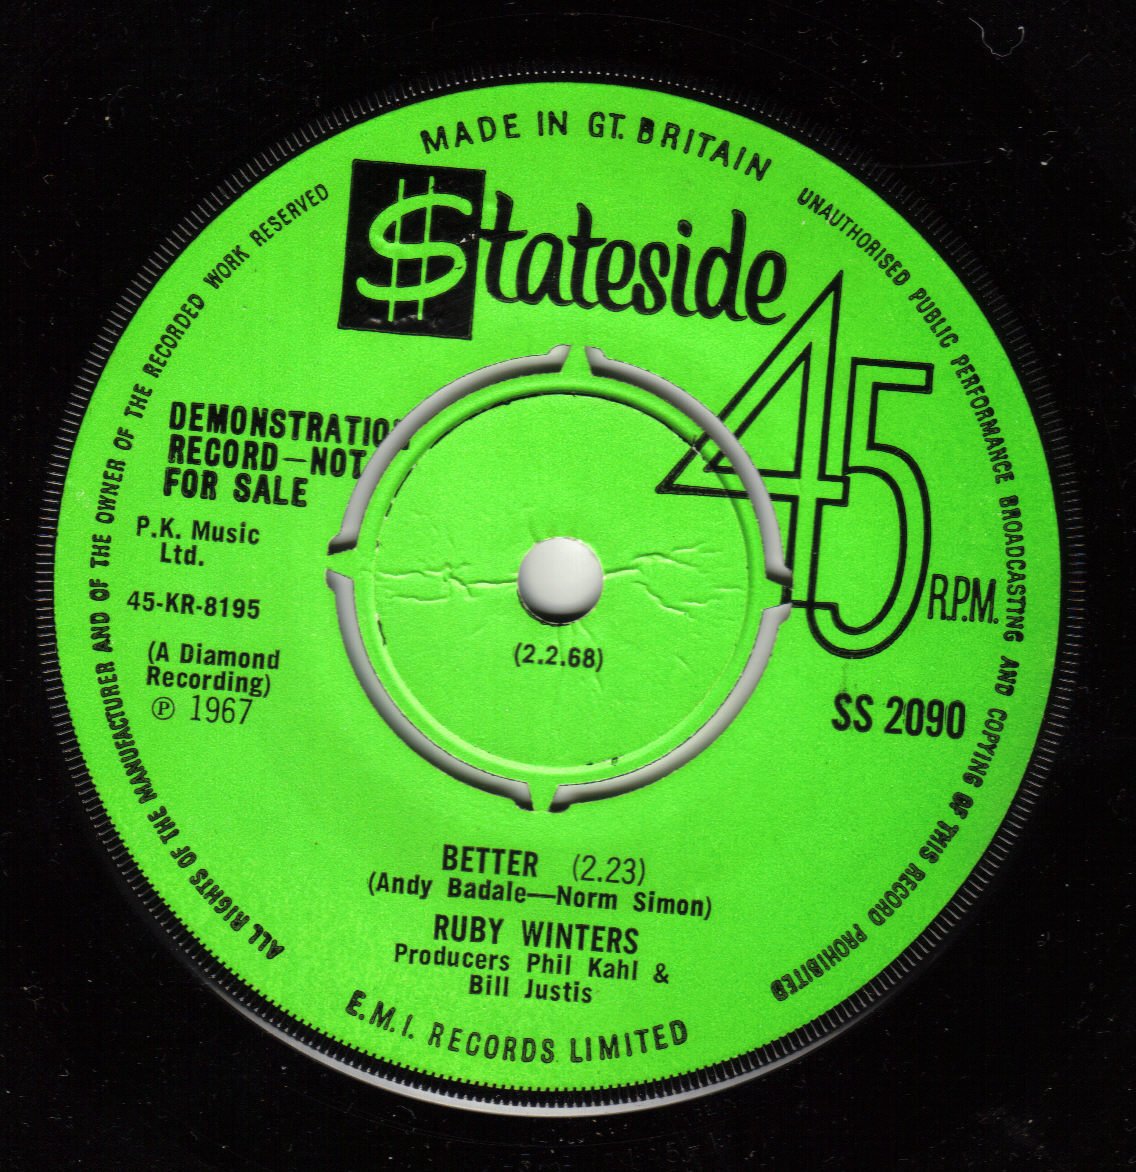 MADE IN GT. BRITAIN
$tateside
45
R.P.M.
UNAUTHORISED PUBLIC PERFORMANCE BROADCASTING AND COPYING OF THIS RECORD PROHIBITED
ALL RIGHTS OF THE MANUFACTURER AND OF THE OWNER OF THE RECORDED WORK RESERVED
DEMONSTRATION
RECORD—NOT
FOR SALE
P.K. Music
Ltd.
45-KR-8195
(A Diamond
Recording)
℗ 1967
(2.2.68)
SS 2090
BETTER (2.23)
(Andy Badale—Norm Simon)
RUBY WINTERS
Producers Phil Kahl &
Bill Justis
E.M.I. RECORDS LIMITED